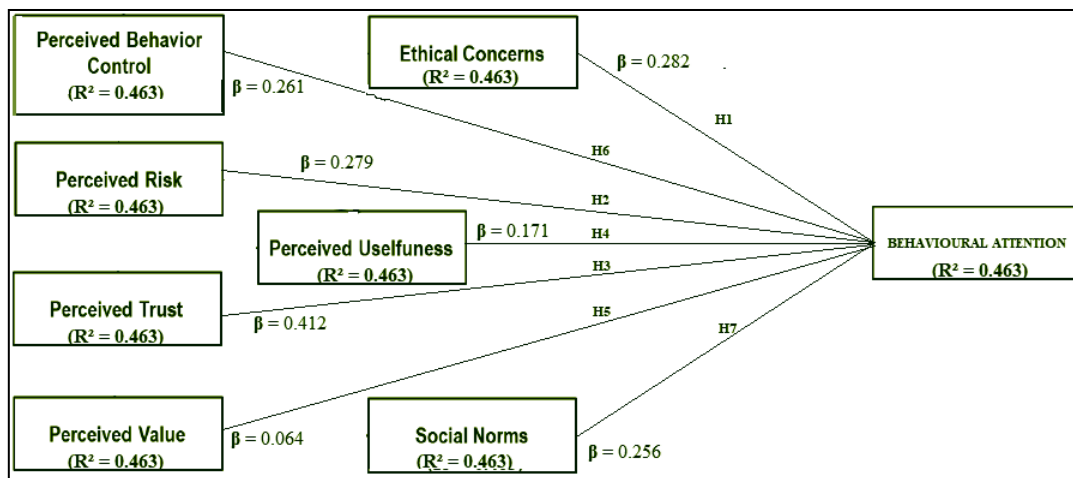 Perceived Behavior
Control
(R² = 0.463)
β = 0.261
Ethical Concerns
(R² = 0.463)
β = 0.282
H1
H6
Perceived Risk
(R² = 0.463)
β = 0.279
H2
Perceived Uselfuness
(R² = 0.463)
β = 0.171
H4
BEHAVIOURAL ATTENTION
(R² = 0.463)
Perceived Trust
(R² = 0.463)
β = 0.412
H3
H5
H7
Perceived Value
(R² = 0.463)
β = 0.064
Social Norms
(R² = 0.463)
β = 0.256